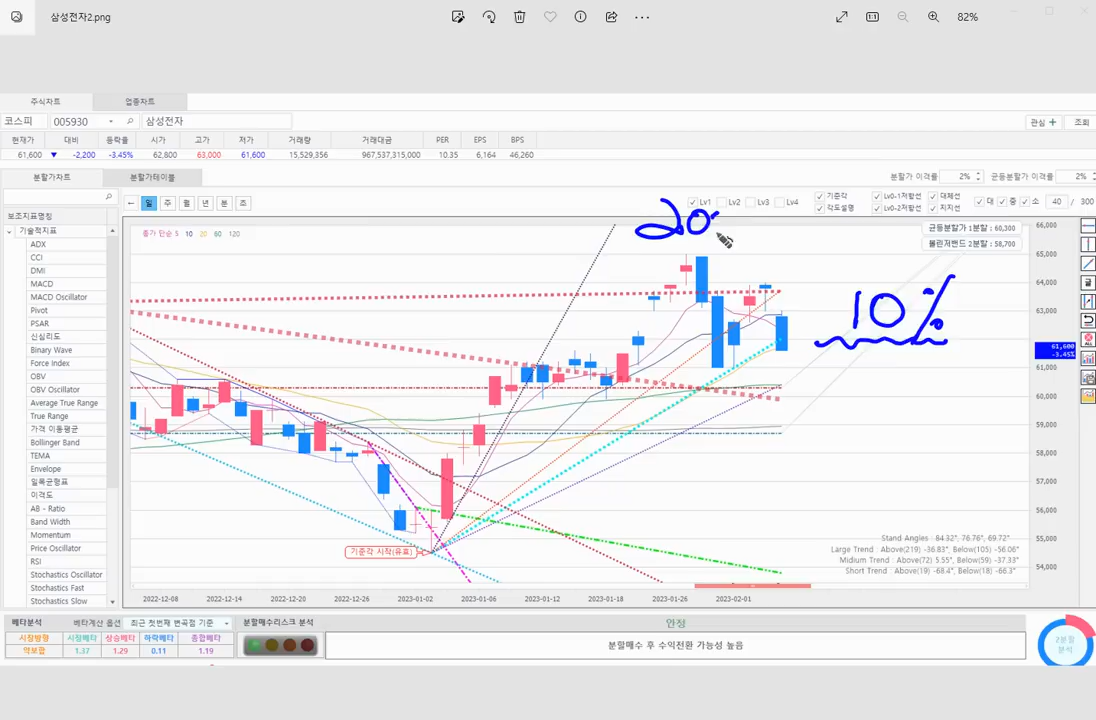 삼성전자2.png
82%
주식차트 업종차트
코스피 005930 삼성전자 관심 + 조회
현재가 대비 등락율 시가 고가 저가 거래량 거래대금 PER EPS BPS
61,600 ▼ -2,200 -3.45% 62,800 63,000 61,600 15,529,356 967,537,315,000 10.35 6,164 46,260
분할가차트 분할가테이블 분할가 이격률 2% 균등분할가 이격률 2%
일 주 월 년 분 초 Lv1 Lv2 Lv3 Lv4 기준각 Lv0-1저항선 대체선 대 중 소 40 / 300
각도설명 Lv0-2저항선 지지선
보조지표명칭
기술적지표
ADX
CCI
DMI
MACD
MACD Oscillator
Pivot
PSAR
신심리도
Binary Wave
Force Index
OBV
OBV Oscillator
Average True Range
True Range
가격 이동평균
Bollinger Band
TEMA
Envelope
일목균형표
이격도
AB - Ratio
Band Width
Momentum
Price Oscillator
RSI
Stochastics Oscillator
Stochastics Fast
Stochastics Slow
종가 단순 5 10 20 60 120
20
10%
균등분할가 1분할 : 60,300
볼린저밴드 2분할 : 58,700
66,000
65,000
64,000
63,000
62,000
61,600
-3.45%
61,000
60,000
59,000
58,000
57,000
56,000
55,000
54,000
글
ALL
기준각 시작(유효)
Stand Angles : 84.32°, 76.76°, 69.72°
Large Trend : Above(219) -36.83°, Below(105) -56.06°
Midium Trend : Above(72) 5.55°, Below(59) -37.33°
Short Trend : Above(19) -68.4°, Below(18) -66.3°
2022-12-08 2022-12-14 2022-12-20 2022-12-26 2023-01-02 2023-01-06 2023-01-12 2023-01-18 2023-01-26 2023-02-01
베타분석 베타계산 옵션 최근 첫번째 변곡점 기준 분할매수리스크 분석 안정
시장방향 시장베타 상승베타 하락베타 종합베타
약보합 1.37 1.29 0.11 1.19
분할매수 후 수익전환 가능성 높음
2분할
분석